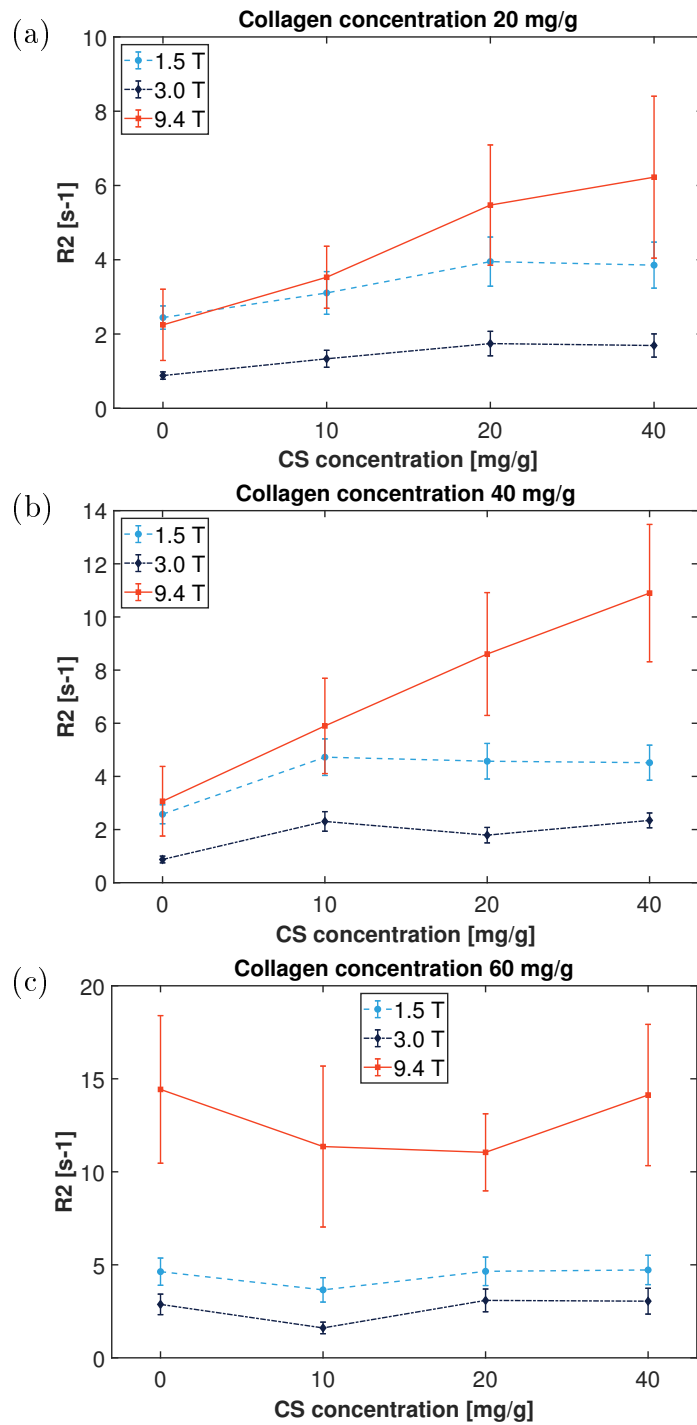 (a)
Collagen concentration 20 mg/g
10
8
6
4
2
0
R2 [s-1]
1.5 T
3.0 T
9.4 T
0 10 20 40
CS concentration [mg/g]
(b)
Collagen concentration 40 mg/g
14
12
10
8
6
4
2
0
R2 [s-1]
1.5 T
3.0 T
9.4 T
0 10 20 40
CS concentration [mg/g]
(c)
Collagen concentration 60 mg/g
20
15
10
5
0
R2 [s-1]
1.5 T
3.0 T
9.4 T
0 10 20 40
CS concentration [mg/g]